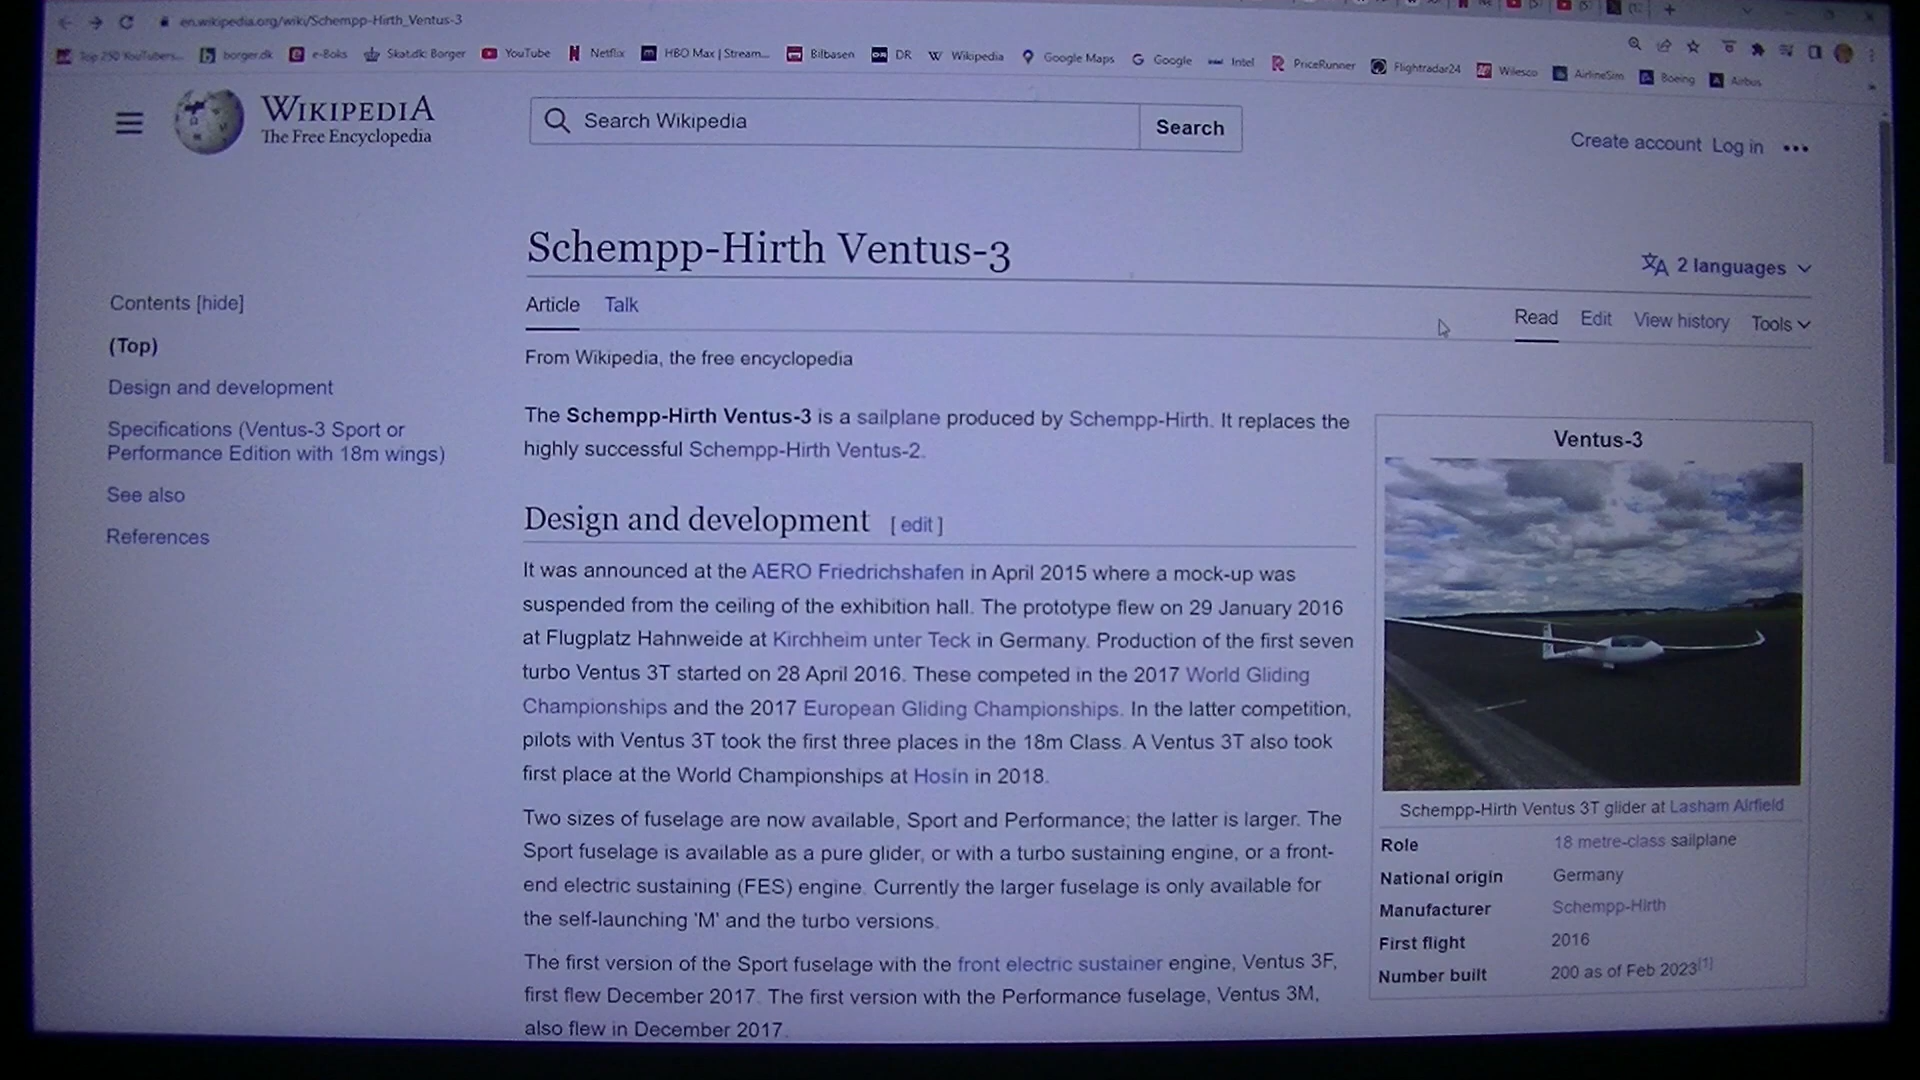 en.wikipedia.org/wiki/Schempp-Hirth_Ventus-3
Top 250 YouTubers... borger.dk e-Boks Skat.dk: Borger YouTube Netflix HBO Max | Stream... Bilbasen DR Wikipedia Google Maps Google Intel PriceRunner Flightradar24 Wilesco AirlineSim Boeing Airbus
WIKIPEDIA
The Free Encyclopedia
Search Wikipedia
Search
Create account Log in
Schempp-Hirth Ventus-3
2 languages
Article Talk
Read Edit View history Tools
Contents [hide]
(Top)
Design and development
Specifications (Ventus-3 Sport or
Performance Edition with 18m wings)
See also
References
From Wikipedia, the free encyclopedia
The Schempp-Hirth Ventus-3 is a sailplane produced by Schempp-Hirth. It replaces the
highly successful Schempp-Hirth Ventus-2.
Design and development [ edit ]
It was announced at the AERO Friedrichshafen in April 2015 where a mock-up was
suspended from the ceiling of the exhibition hall. The prototype flew on 29 January 2016
at Flugplatz Hahnweide at Kirchheim unter Teck in Germany. Production of the first seven
turbo Ventus 3T started on 28 April 2016. These competed in the 2017 World Gliding
Championships and the 2017 European Gliding Championships. In the latter competition,
pilots with Ventus 3T took the first three places in the 18m Class. A Ventus 3T also took
first place at the World Championships at Hosín in 2018.
Two sizes of fuselage are now available, Sport and Performance; the latter is larger. The
Sport fuselage is available as a pure glider, or with a turbo sustaining engine, or a front-
end electric sustaining (FES) engine. Currently the larger fuselage is only available for
the self-launching 'M' and the turbo versions.
The first version of the Sport fuselage with the front electric sustainer engine, Ventus 3F,
first flew December 2017. The first version with the Performance fuselage, Ventus 3M,
also flew in December 2017.
Ventus-3
Schempp-Hirth Ventus 3T glider at Lasham Airfield
Role 18 metre-class sailplane
National origin Germany
Manufacturer Schempp-Hirth
First flight 2016
Number built 200 as of Feb 2023[1]